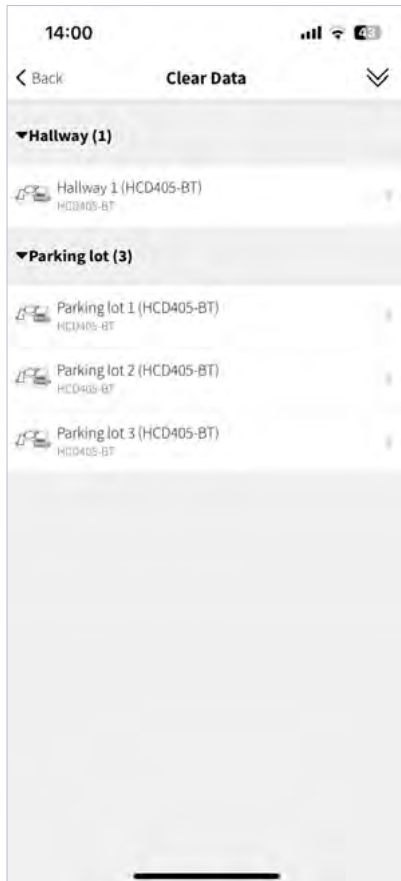 14:00
43
Back
Clear Data
▾Hallway (1)
Hallway 1 (HCD405-BT)
HCD405-BT
▾Parking lot (3)
Parking lot 1 (HCD405-BT)
HCD405-BT
Parking lot 2 (HCD405-BT)
HCD405-BT
Parking lot 3 (HCD405-BT)
HCD405-BT